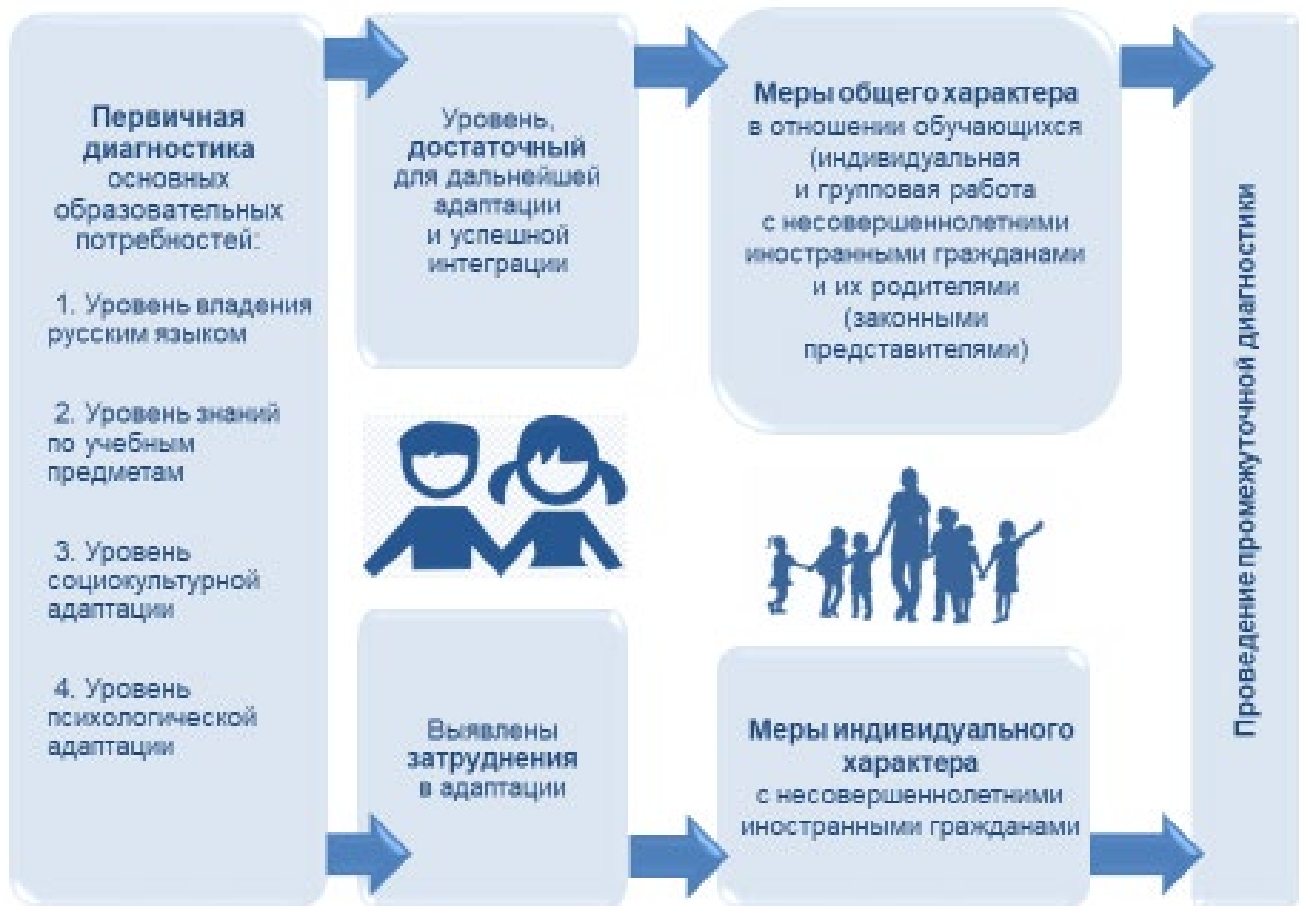 Первичная
диагностика
основных
образовательных
потребностей:
1. Уровень владения
русским языком
2. Уровень знаний
по учебным
предметам
3. Уровень
социокультурной
адаптации
4. Уровень
психологической
адаптации
Уровень,
достаточный
для дальнейшей
адаптации
и успешной
интеграции
Меры общего характера
в отношении обучающихся
(индивидуальная
и групповая работа
с несовершеннолетними
иностранными гражданами
и их родителями
(законными
представителями)
Выявлены
затруднения
в адаптации
Меры индивидуального
характера
с несовершеннолетними
иностранными гражданами
Проведение промежуточной диагностики